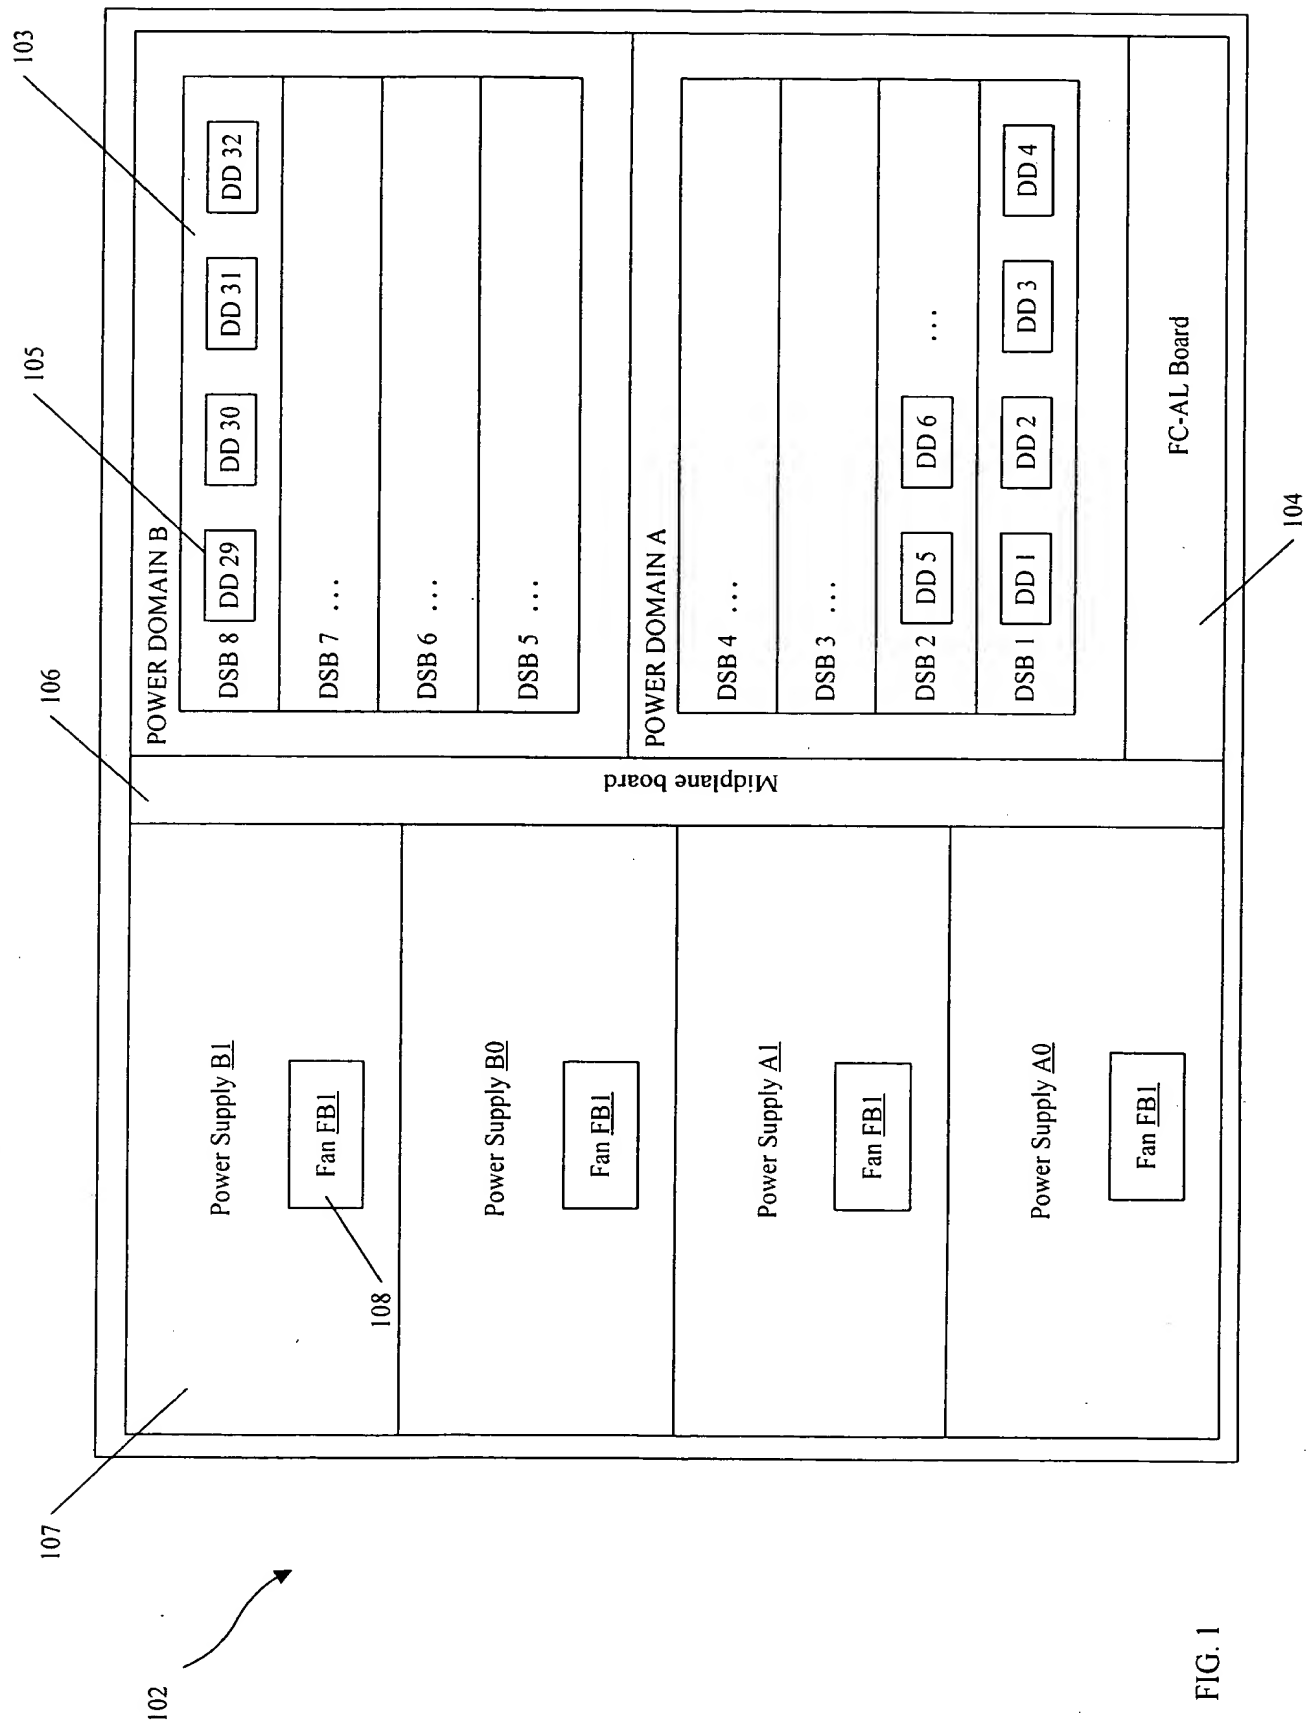 102
107
106
105
103
Power Supply B1
Fan FB1
108
Power Supply B0
Fan FB1
Power Supply A1
Fan FB1
Power Supply A0
Fan FB1
Midplane board
POWER DOMAIN B
DSB 8 DD 29 DD 30 DD 31 DD 32
DSB 7 ...
DSB 6 ...
DSB 5 ...
POWER DOMAIN A
DSB 4 ...
DSB 3 ...
DSB 2 DD 5 DD 6 ...
DSB 1 DD 1 DD 2 DD 3 DD 4
FC-AL Board
104
FIG. 1